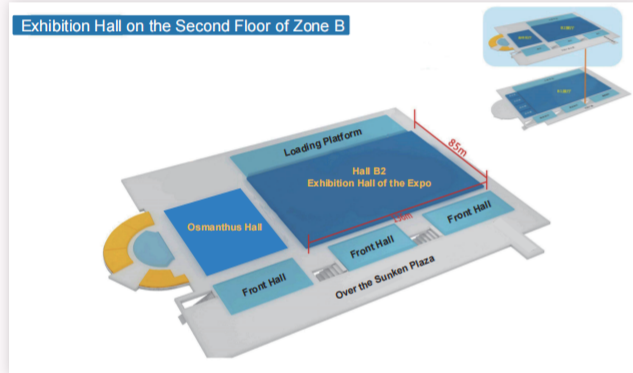 Exhibition Hall on the Second Floor of Zone B
Loading Platform
85m
Hall B2
Exhibition Hall of the Expo
Osmanthus Hall
Front Hall
Front Hall
Front Hall
Over the Sunken Plaza